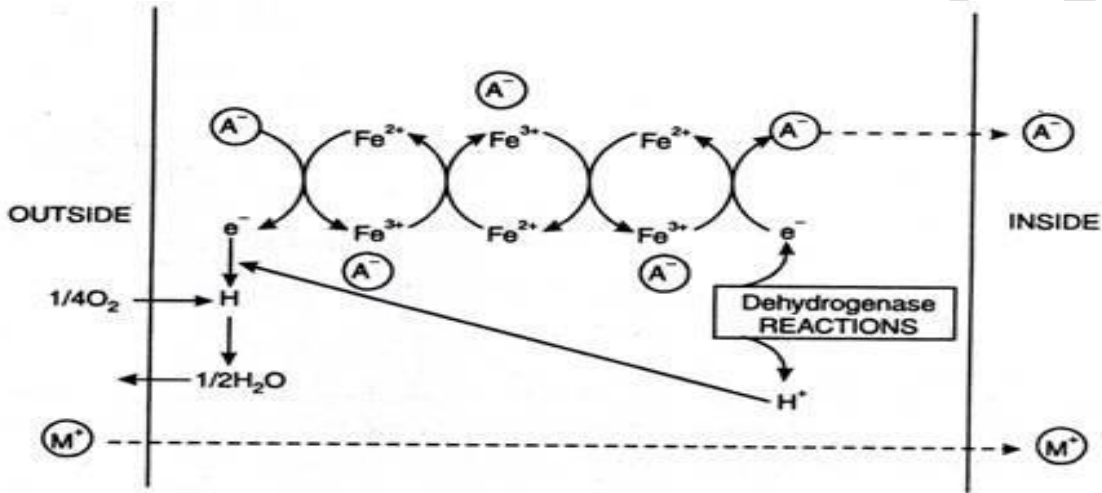 A⁻
A⁻ Fe²⁺ Fe³⁺ Fe²⁺ A⁻ A⁻
OUTSIDE e⁻ Fe³⁺ Fe²⁺ Fe³⁺ e⁻ INSIDE
A⁻ A⁻
1/4O₂ H Dehydrogenase
REACTIONS
1/2H₂O H⁺
M⁺ M⁺